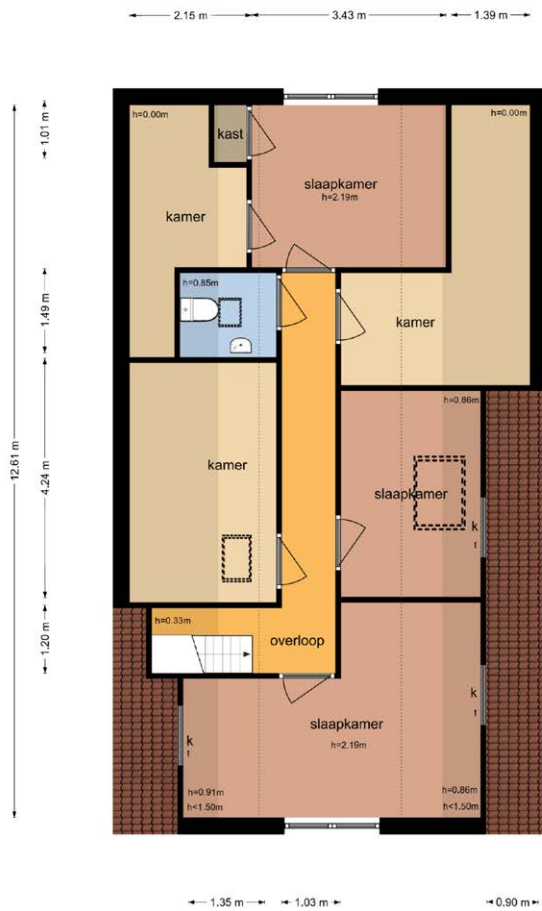 2.15 m
3.43 m
1.39 m
h=0.00m
h=0.00m
1.01 m
kast
slaapkamer
h=2.19m
kamer
h=0.85m
1.49 m
kamer
12.61 m
h=0.86m
4.24 m
kamer
slaapkamer
k
1.20 m
h=0.33m
overloop
slaapkamer
h=2.19m
k
k
h=0.91m
h<1.50m
h=0.86m
h<1.50m
1.35 m
1.03 m
0.90 m